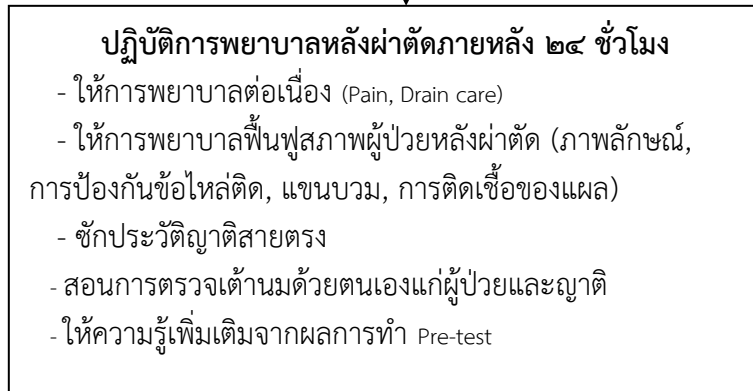 ปฏิบัติการพยาบาลหลังผ่าตัดภายหลัง ๒๔ ชั่วโมง
- ให้การพยาบาลต่อเนื่อง (Pain, Drain care)
- ให้การพยาบาลฟื้นฟูสภาพผู้ป่วยหลังผ่าตัด (ภาพลักษณ์,
การป้องกันข้อไหล่ติด, แขนบวม, การติดเชื้อของแผล)
- ซักประวัติญาติสายตรง
- สอนการตรวจเต้านมด้วยตนเองแก่ผู้ป่วยและญาติ
- ให้ความรู้เพิ่มเติมจากผลการทำ Pre-test